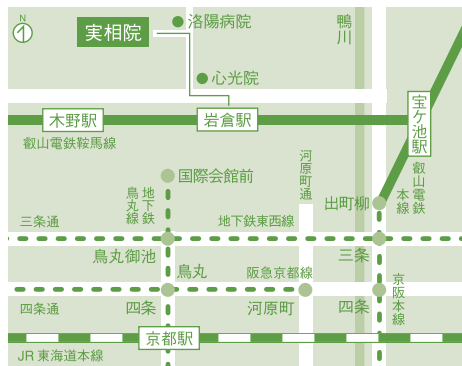 N
実相院
洛陽病院
鴨川
心光院
木野駅
岩倉駅
宝ケ池駅
叡山電鉄鞍馬線
国際会館前
河原町通
叡山電鉄
本線
地下鉄
烏丸線
出町柳
三条通
地下鉄東西線
烏丸御池
三条
烏丸
阪急京都線
京阪本線
四条通
四条
河原町
四条
京都駅
JR東海道本線